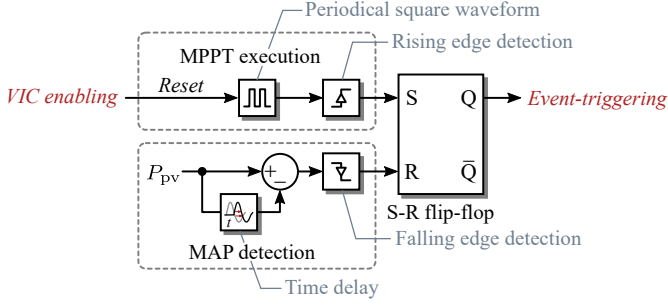 Periodical square waveform
Rising edge detection
MPPT execution
VIC enabling
Reset
S
Q
Event-triggering
P_pv
+
−
t
R
Q̅
S-R flip-flop
MAP detection
Falling edge detection
Time delay